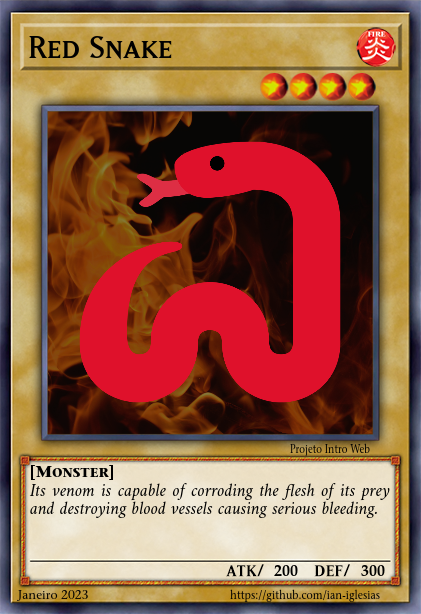 Red Snake
FIRE
炎
Projeto Intro Web
[Monster]
Its venom is capable of corroding the flesh of its prey
and destroying blood vessels causing serious bleeding.
ATK/ 200 DEF/ 300
Janeiro 2023 https://github.com/ian-iglesias